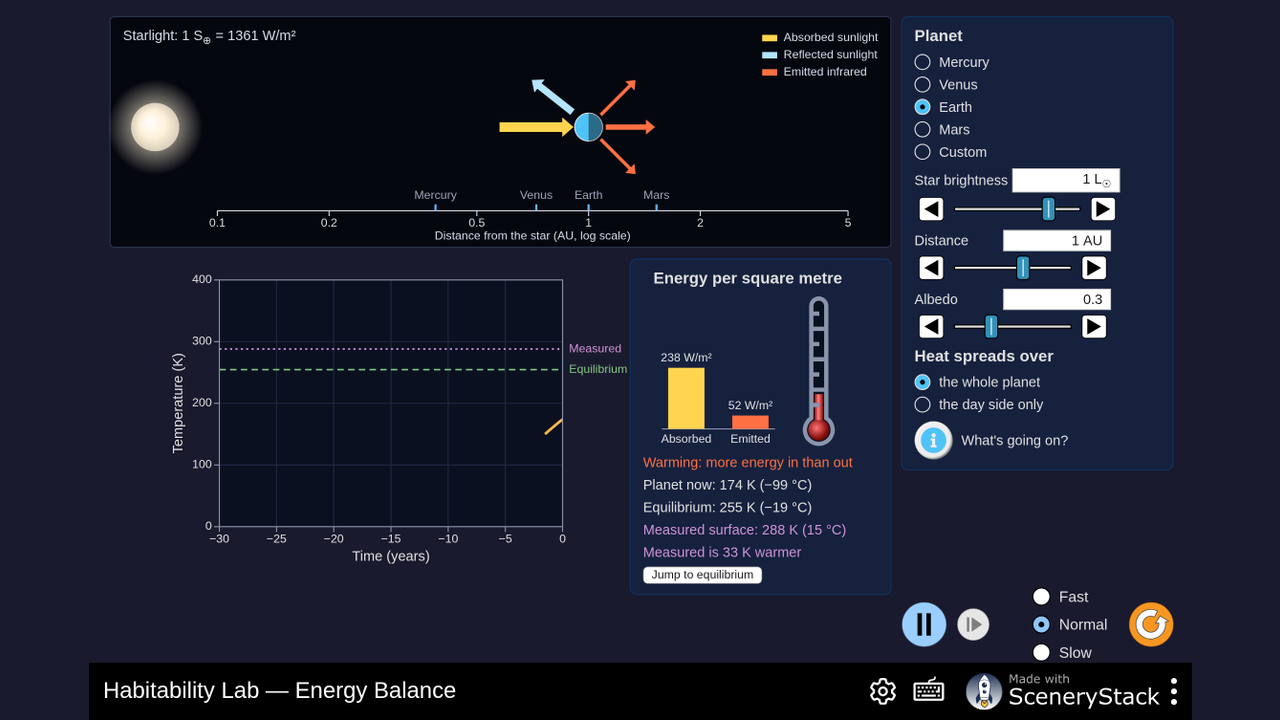 Starlight: 1 S⊕ = 1361 W/m²
Absorbed sunlight
Reflected sunlight
Emitted infrared
Mercury
Venus
Earth
Mars
0.1
0.2
0.5
1
2
5
Distance from the star (AU, log scale)
Planet
Mercury
Venus
Earth
Mars
Custom
Star brightness
1 L☉
Distance
1 AU
Albedo
0.3
Heat spreads over
the whole planet
the day side only
What's going on?
400
300
200
100
0
Temperature (K)
Measured
Equilibrium
−30
−25
−20
−15
−10
−5
0
Time (years)
Energy per square metre
238 W/m²
52 W/m²
Absorbed
Emitted
Warming: more energy in than out
Planet now: 174 K (−99 °C)
Equilibrium: 255 K (−19 °C)
Measured surface: 288 K (15 °C)
Measured is 33 K warmer
Jump to equilibrium
Fast
Normal
Slow
Habitability Lab — Energy Balance
Made with
SceneryStack